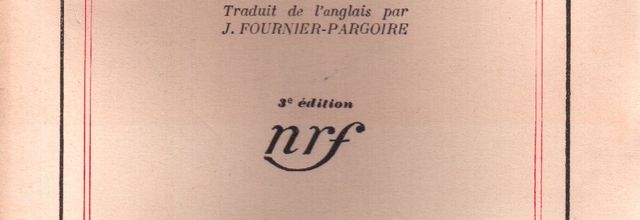 Traduit de l'anglais par
J. FOURNIER-PARGOIRE
3e édition
nrf